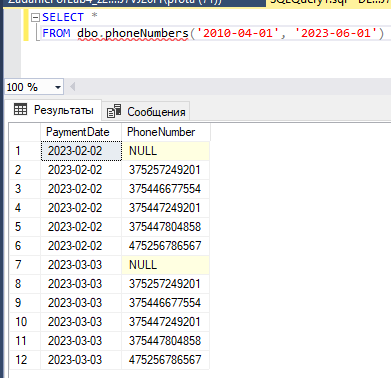 SELECT *
FROM dbo.phoneNumbers('2010-04-01', '2023-06-01')
100 %
Результаты Сообщения
PaymentDate PhoneNumber
1 2023-02-02 NULL
2 2023-02-02 375257249201
3 2023-02-02 375446677554
4 2023-02-02 375447249201
5 2023-02-02 375447804858
6 2023-02-02 475256786567
7 2023-03-03 NULL
8 2023-03-03 375257249201
9 2023-03-03 375446677554
10 2023-03-03 375447249201
11 2023-03-03 375447804858
12 2023-03-03 475256786567